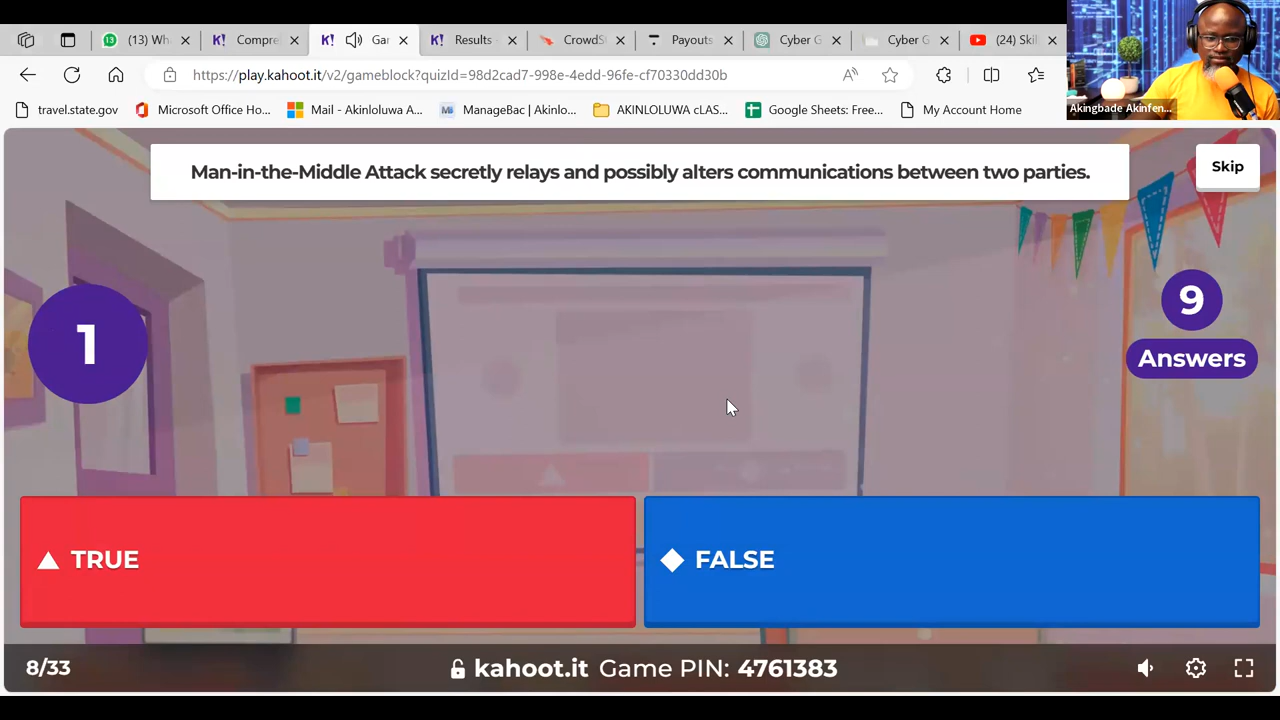 (13) Wh
Compre
Gar
Results -
CrowdS
Payouts
Cyber G
Cyber G
(24) Skil
https://play.kahoot.it/v2/gameblock?quizId=98d2cad7-998e-4edd-96fe-cf70330dd30b
travel.state.gov
Microsoft Office Ho...
Mail - Akinloluwa A...
ManageBac | Akinlo...
AKINLOLUWA cLAS...
Google Sheets: Free...
My Account Home
Akingbade Akinfen...
Man-in-the-Middle Attack secretly relays and possibly alters communications between two parties.
Skip
1
9
Answers
TRUE
FALSE
8/33
kahoot.it Game PIN: 4761383